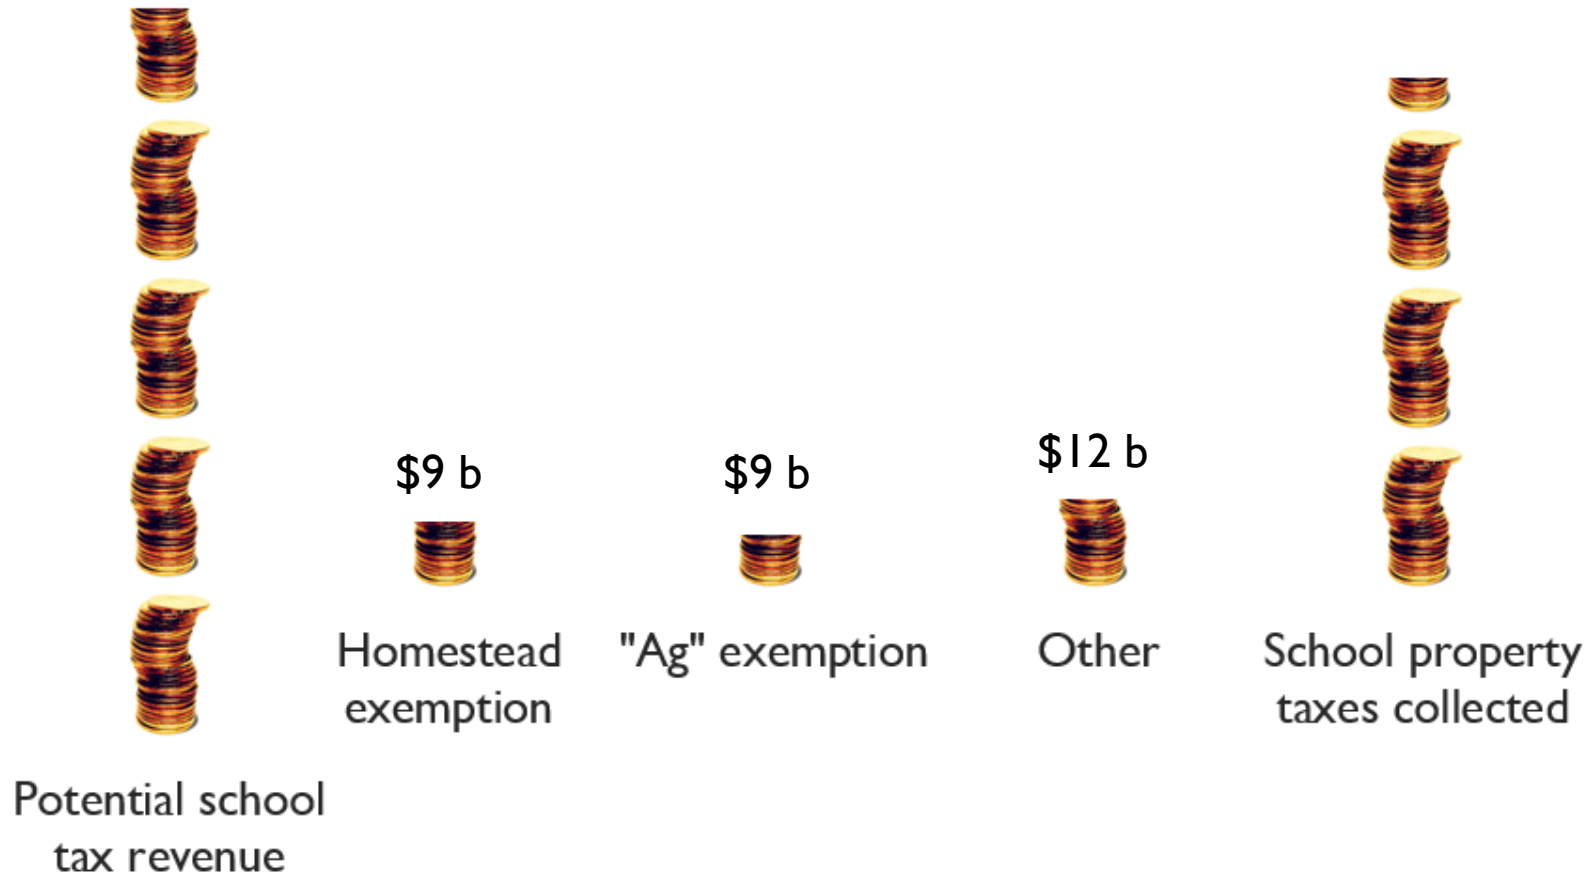 $9 b
$9 b
$12 b
Homestead
exemption
"Ag" exemption
Other
School property
taxes collected
Potential school
tax revenue